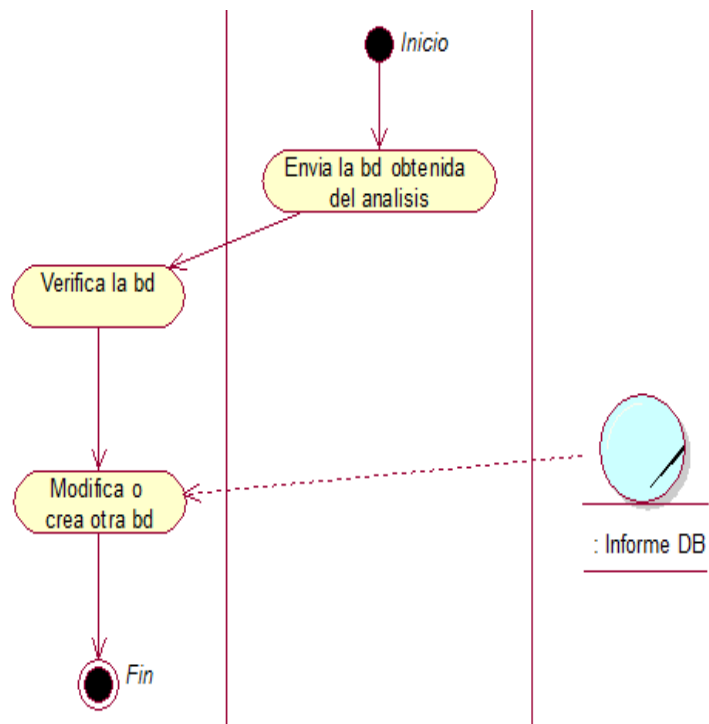 Inicio
Envia la bd obtenida
del analisis
Verifica la bd
Modifica o
crea otra bd
: Informe DB
Fin